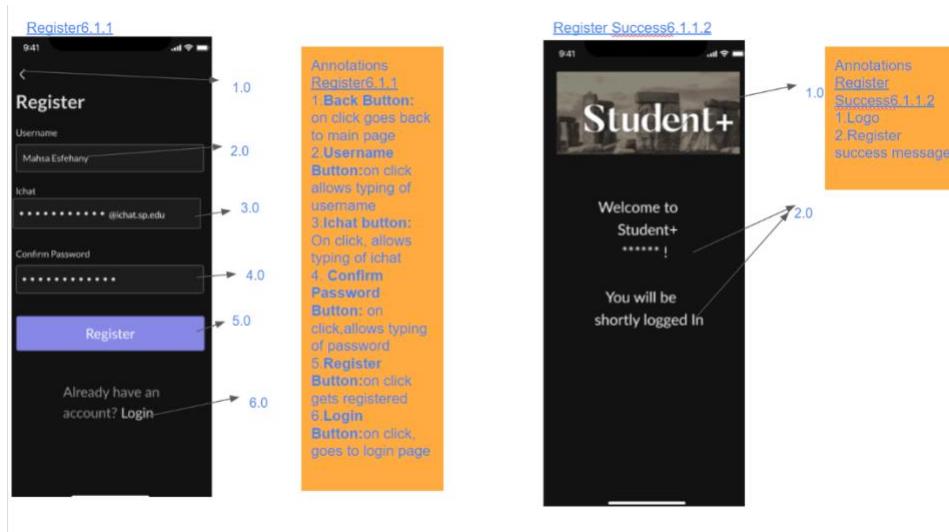 Register6.1.1
9:41
1.0
Register
Username
Mahsa Esfehany
2.0
Ichat
•••••••••••• @ichat.sp.edu
3.0
Confirm Password
••••••••••••
4.0
Register
5.0
Already have an
account? Login
6.0
Annotations
Register6.1.1
1.Back Button:
on click goes back
to main page
2.Username
Button:on click
allows typing of
username
3.Ichat button:
On click, allows
typing of ichat
4. Confirm
Password
Button: on
click,allows typing
of password
5.Register
Button:on click
gets registered
6.Login
Button:on click,
goes to login page
Register Success6.1.1.2
9:41
Student+
1.0
Welcome to
Student+
****** !
2.0
You will be
shortly logged In
Annotations
Register
Success6.1.1.2
1.Logo
2.Register
success message